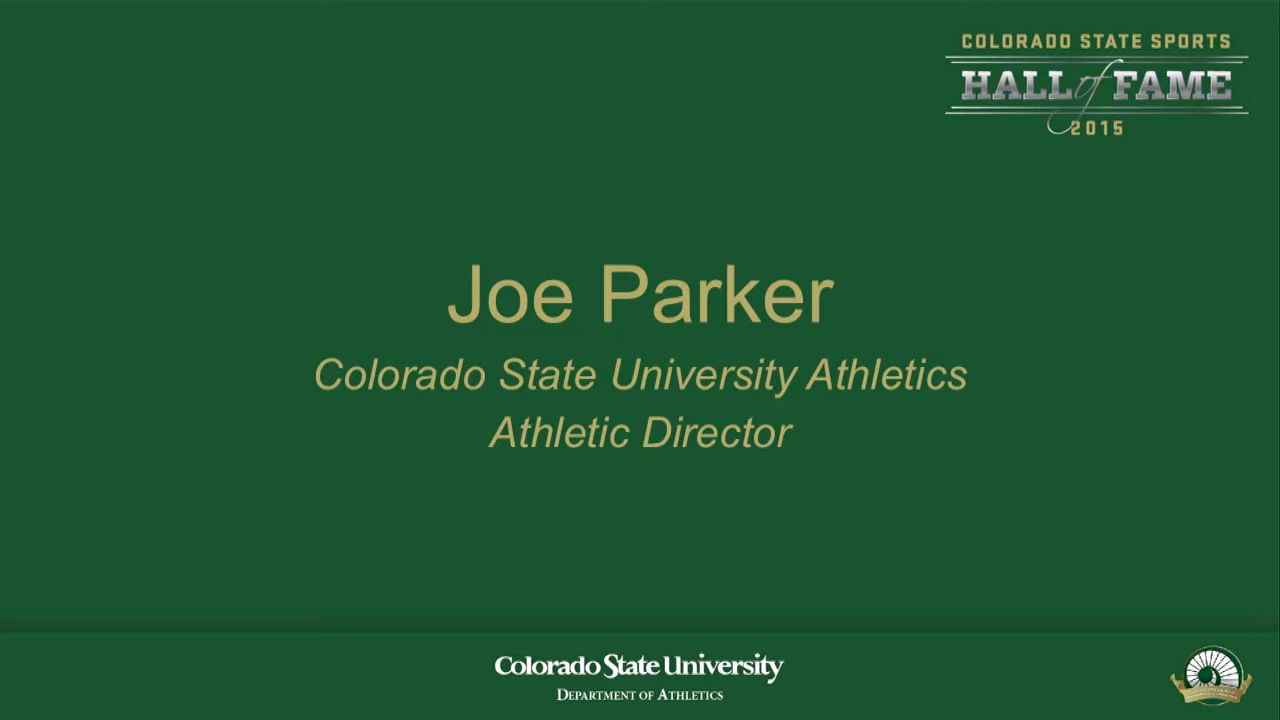 COLORADO STATE SPORTS
HALL of FAME
2015
Joe Parker
Colorado State University Athletics
Athletic Director
Colorado State University
DEPARTMENT OF ATHLETICS